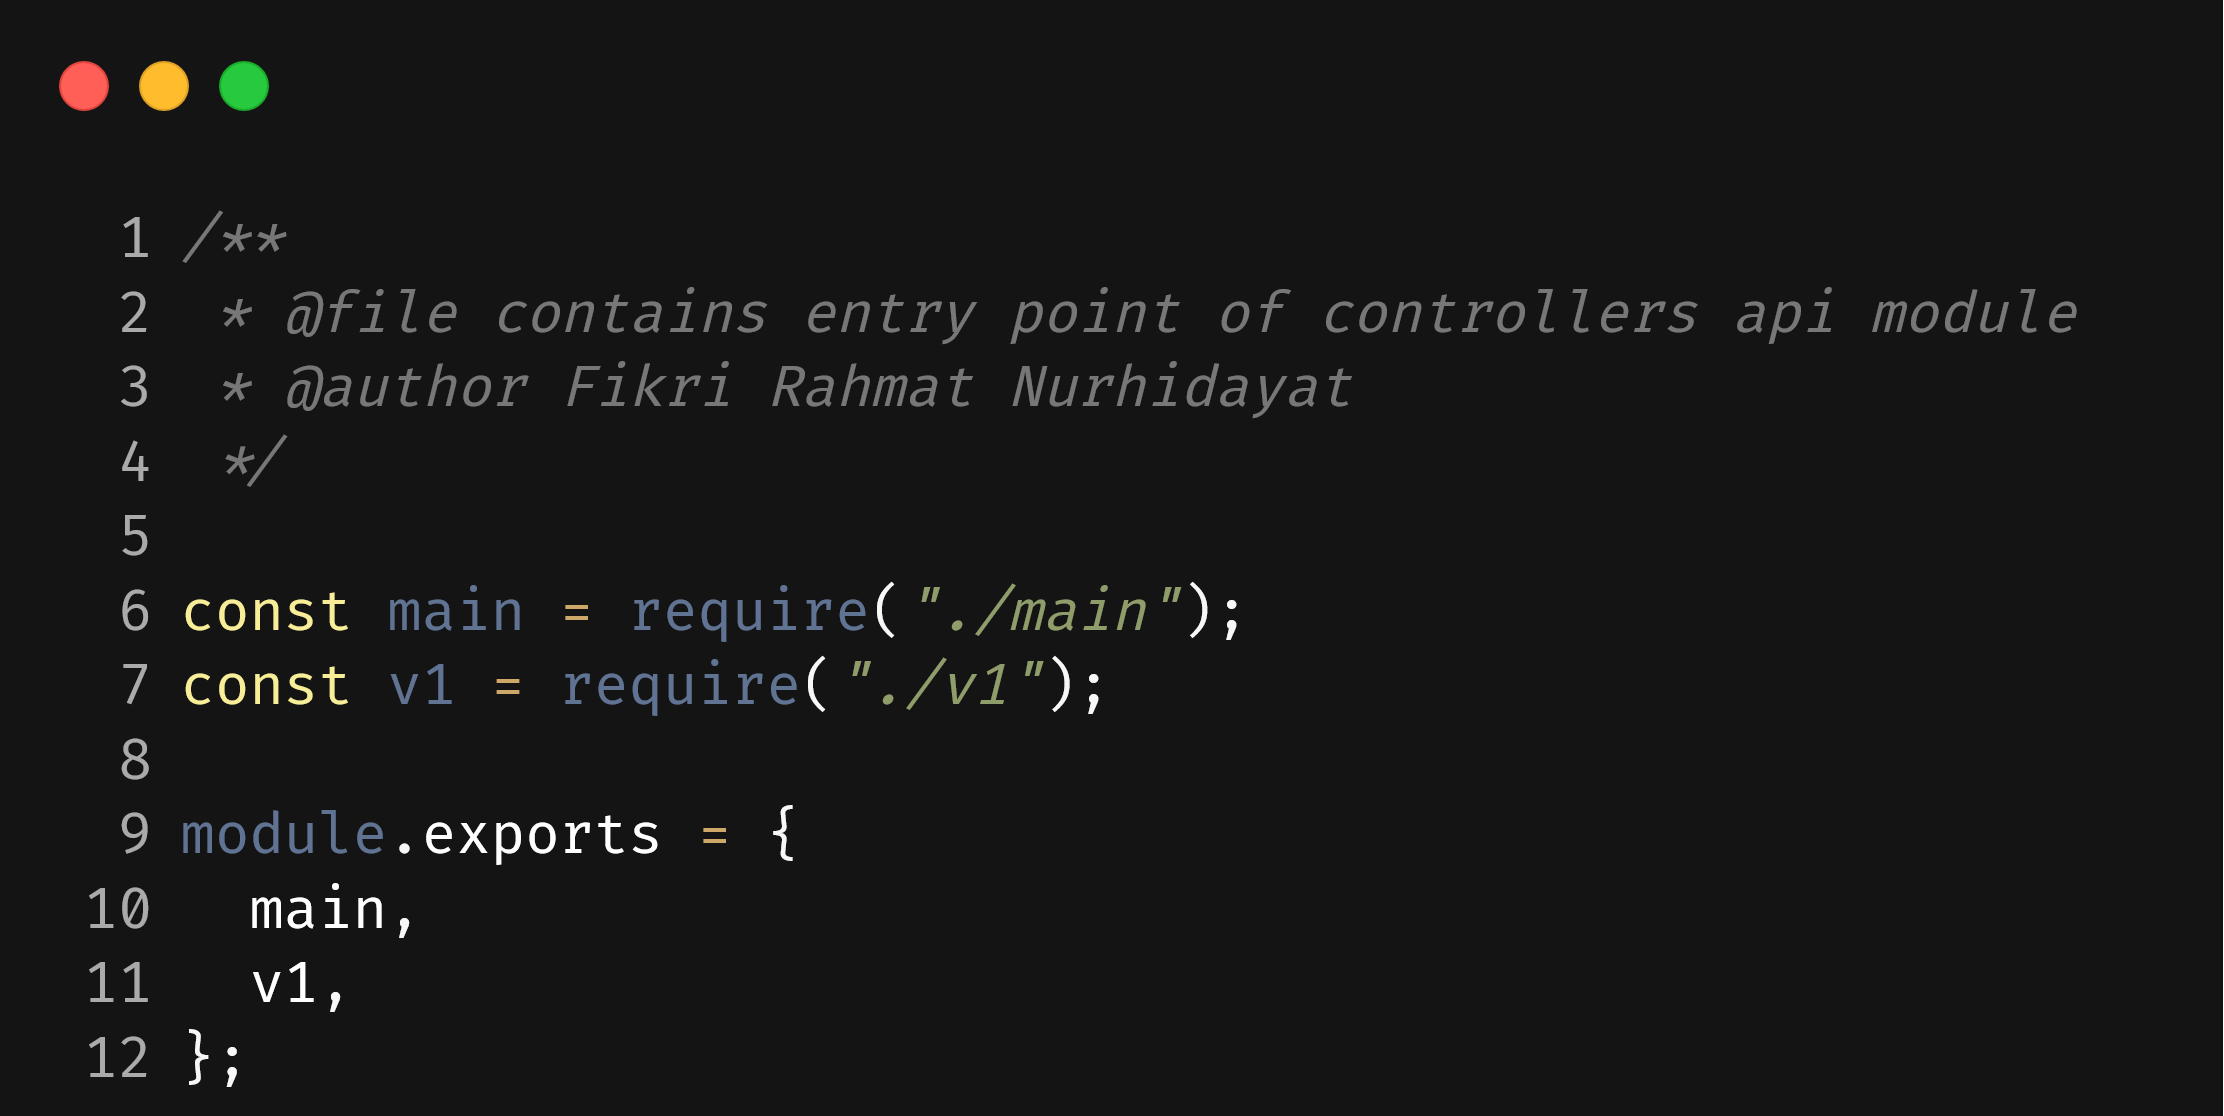 1 /**
2  * @file contains entry point of controllers api module
3  * @author Fikri Rahmat Nurhidayat
4  */
5
6 const main = require("./main");
7 const v1 = require("./v1");
8
9 module.exports = {
10   main,
11   v1,
12 };